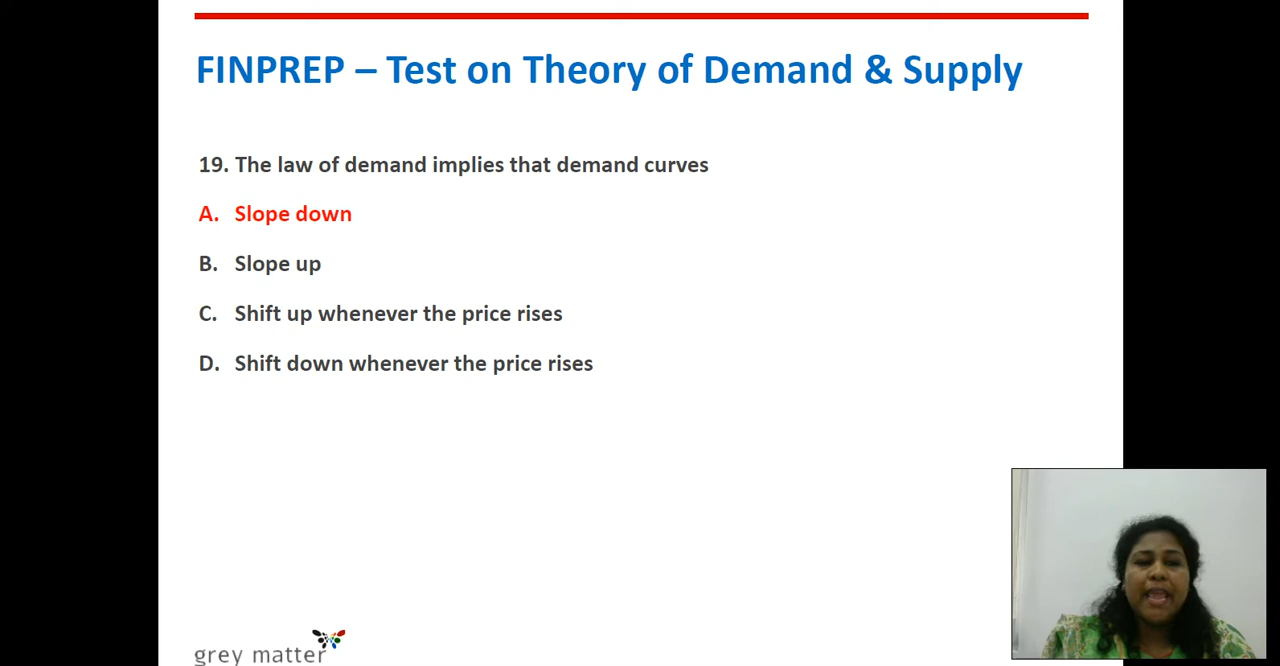 FINPREP – Test on Theory of Demand & Supply
19. The law of demand implies that demand curves
A. Slope down
B. Slope up
C. Shift up whenever the price rises
D. Shift down whenever the price rises
grey matter